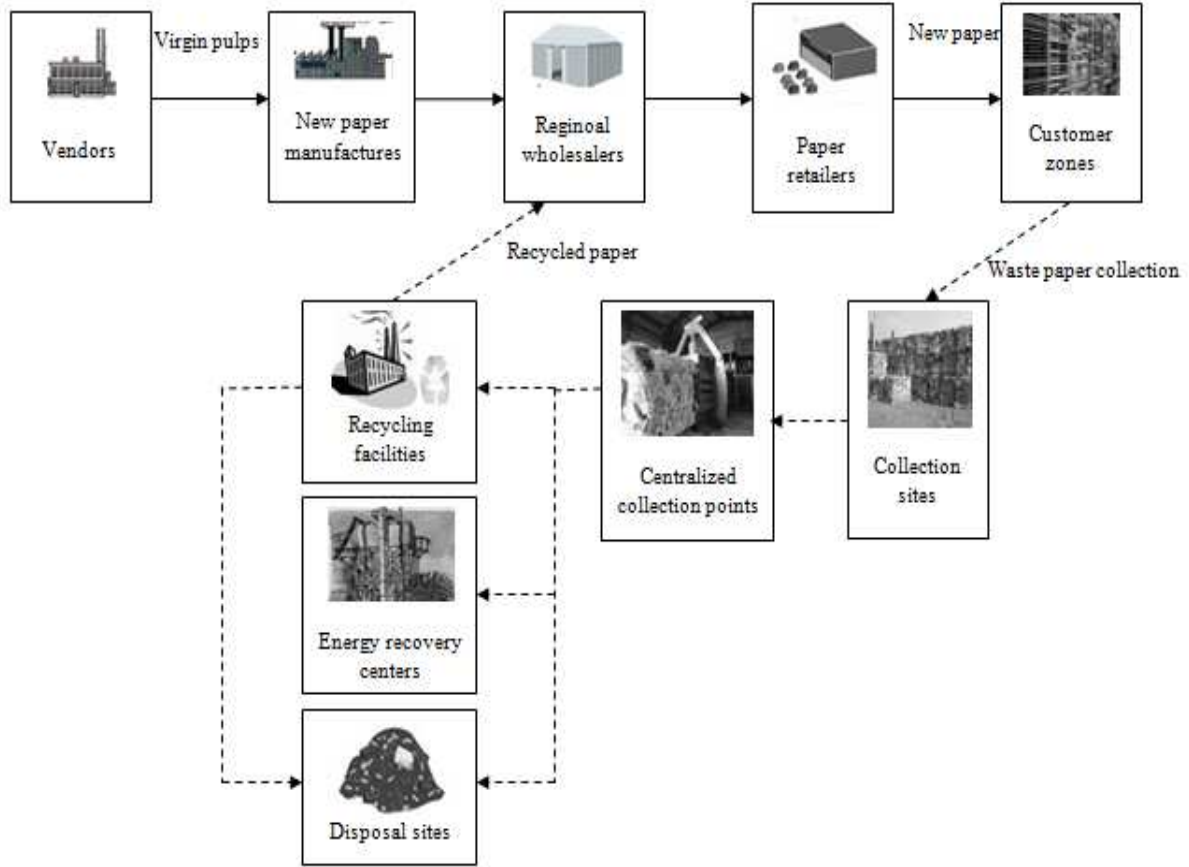 Virgin pulps
New paper
Vendors
New paper
manufactures
Reginoal
wholesalers
Paper
retailers
Customer
zones
Recycled paper
Waste paper collection
Recycling
facilities
Centralized
collection points
Collection
sites
Energy recovery
centers
Disposal sites